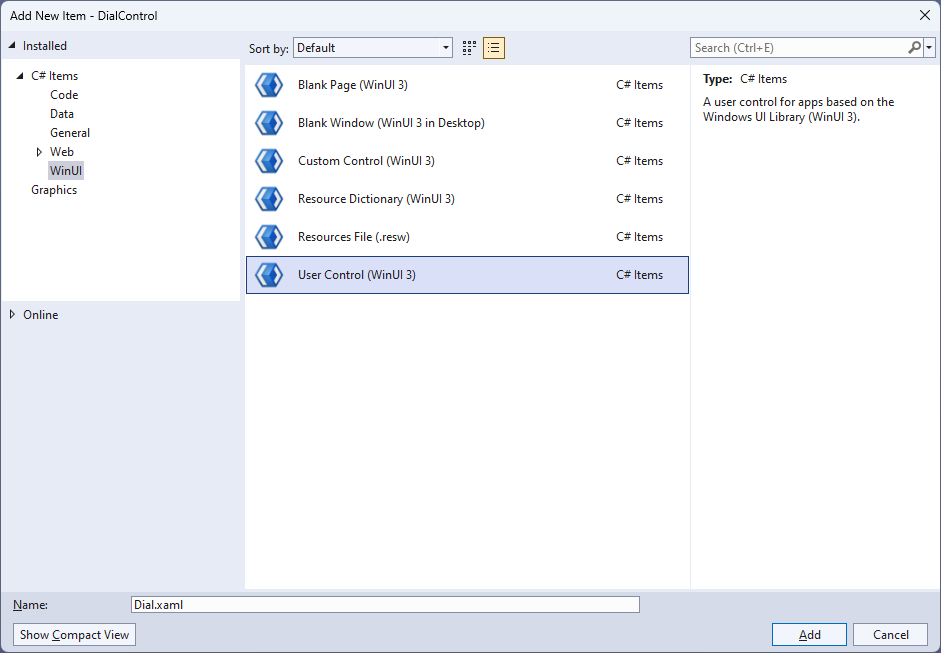 Add New Item - DialControl
Installed
C# Items
Code
Data
General
Web
WinUI
Graphics
Online
Sort by: Default
Blank Page (WinUI 3) C# Items
Blank Window (WinUI 3 in Desktop) C# Items
Custom Control (WinUI 3) C# Items
Resource Dictionary (WinUI 3) C# Items
Resources File (.resw) C# Items
User Control (WinUI 3) C# Items
Search (Ctrl+E)
Type: C# Items
A user control for apps based on the
Windows UI Library (WinUI 3).
Name: Dial.xaml
Show Compact View
Add
Cancel